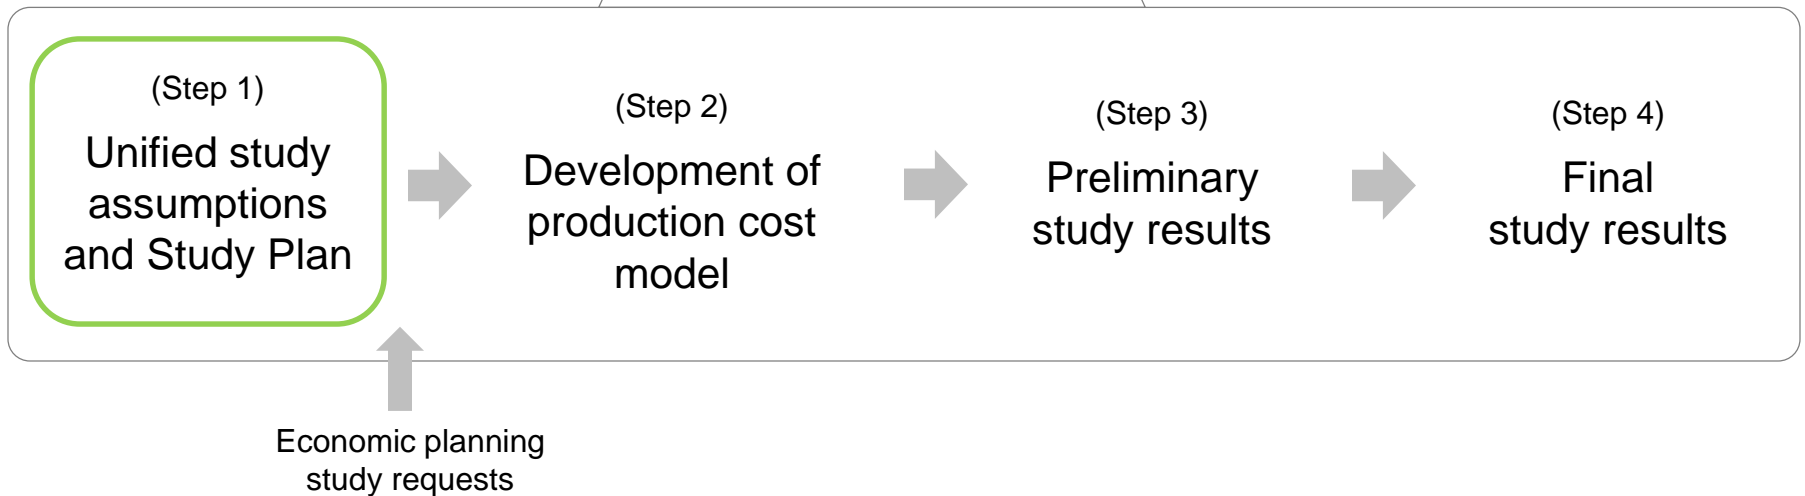 (Step 1)
Unified study
assumptions
and Study Plan
(Step 2)
Development of
production cost
model
(Step 3)
Preliminary
study results
(Step 4)
Final
study results
Economic planning
study requests